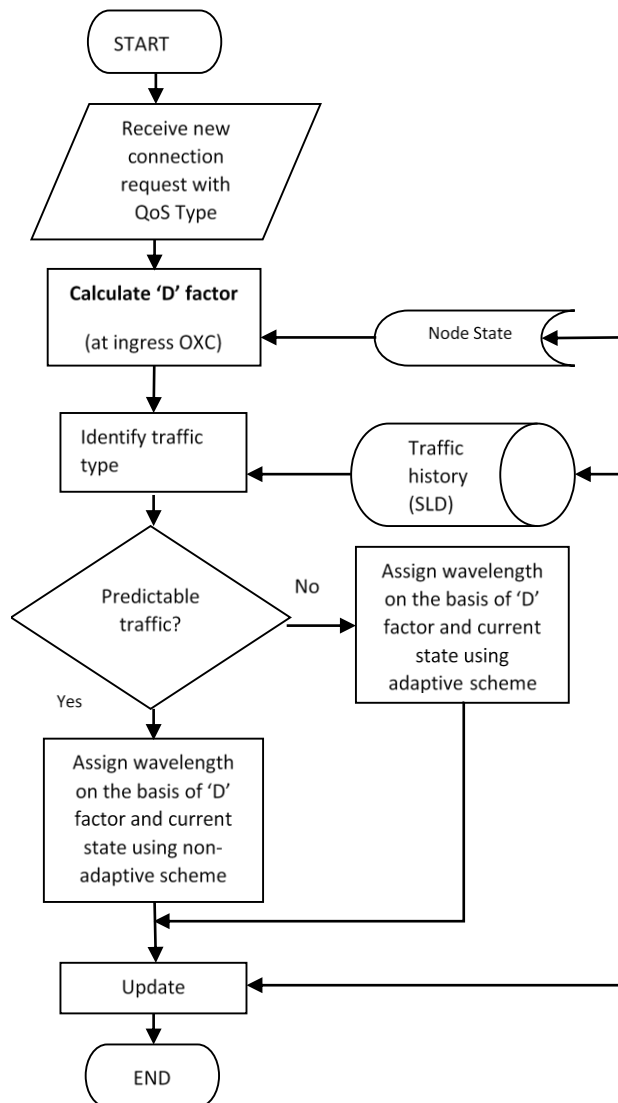 START
Receive new
connection
request with
QoS Type
Calculate ‘D’ factor
(at ingress OXC)
Node State
Identify traffic
type
Traffic
history
(SLD)
Predictable
traffic?
No
Assign wavelength
on the basis of ‘D’
factor and current
state using
adaptive scheme
Yes
Assign wavelength
on the basis of ‘D’
factor and current
state using non-
adaptive scheme
Update
END